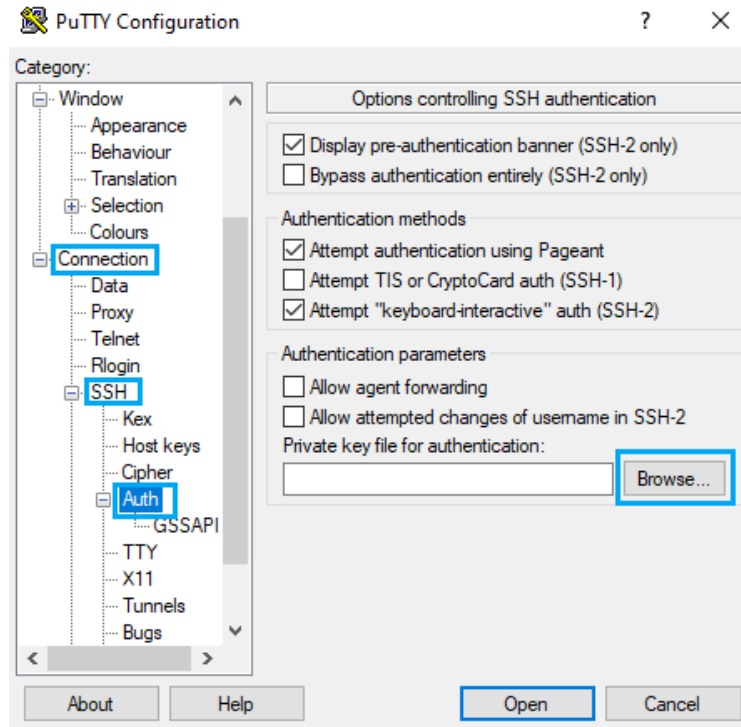 PuTTY Configuration
?
Category:
Window
Appearance
Behaviour
Translation
Selection
Colours
Connection
Data
Proxy
Telnet
Rlogin
SSH
Kex
Host keys
Cipher
Auth
GSSAPI
TTY
X11
Tunnels
Bugs
Options controlling SSH authentication
Display pre-authentication banner (SSH-2 only)
Bypass authentication entirely (SSH-2 only)
Authentication methods
Attempt authentication using Pageant
Attempt TIS or CryptoCard auth (SSH-1)
Attempt "keyboard-interactive" auth (SSH-2)
Authentication parameters
Allow agent forwarding
Allow attempted changes of username in SSH-2
Private key file for authentication:
Browse...
About
Help
Open
Cancel